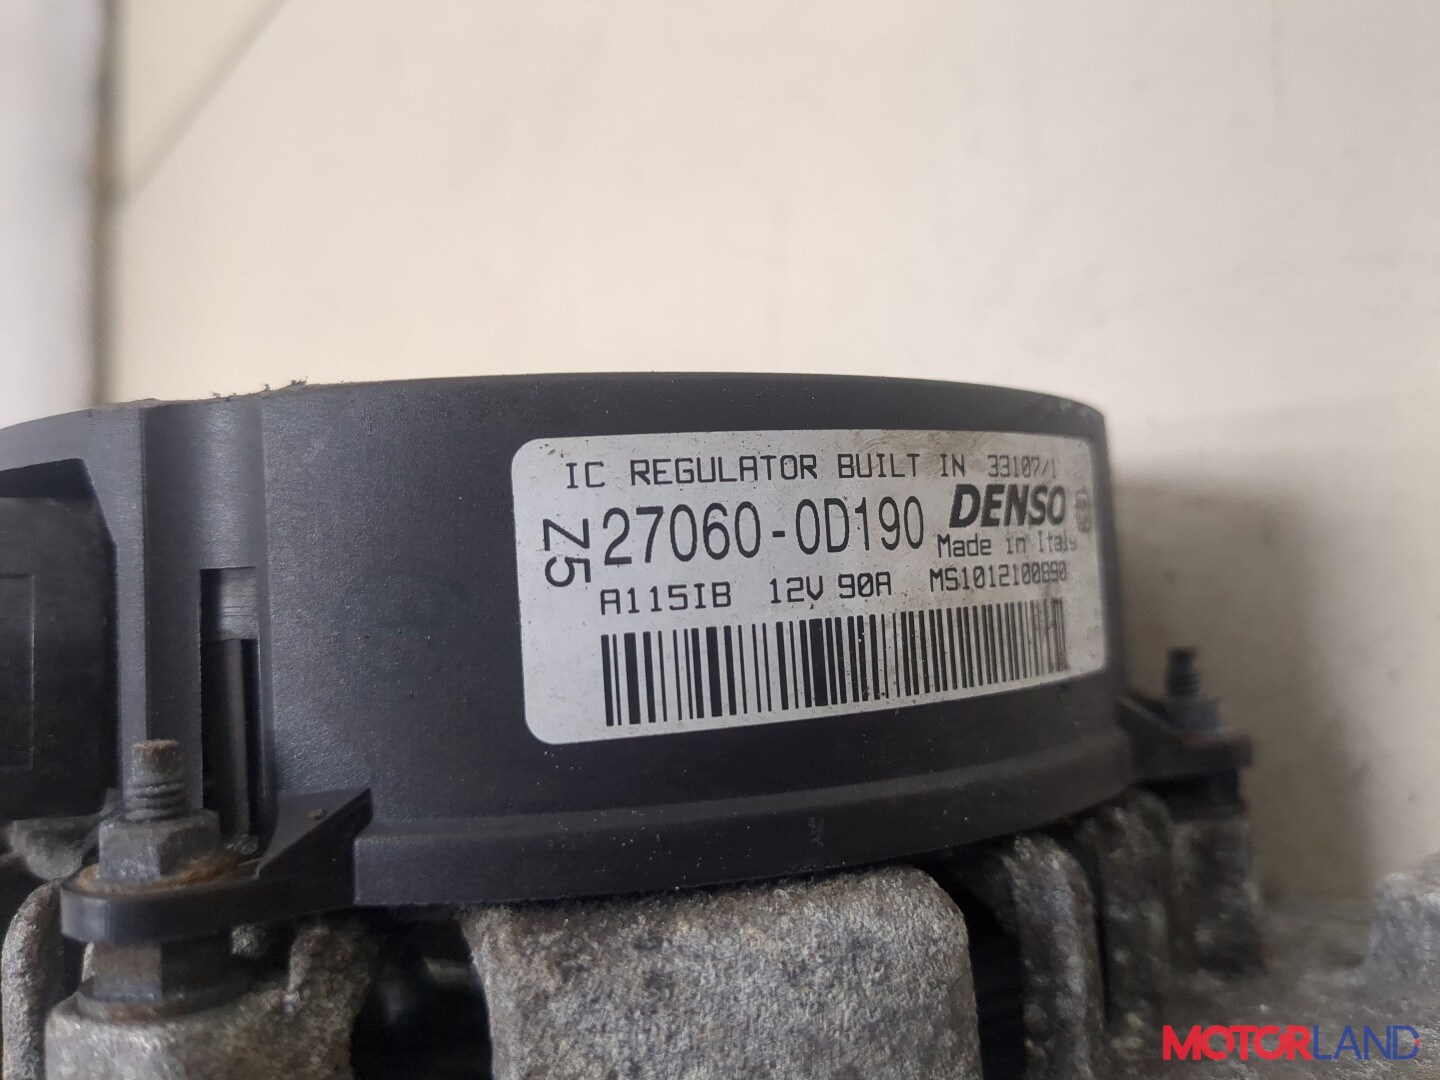 IC REGULATOR BUILT IN 33107/1
Z5 27060-0D190 DENSO
Made in Italy
A115IB 12V 90A MS1012100890
MOTORLAND